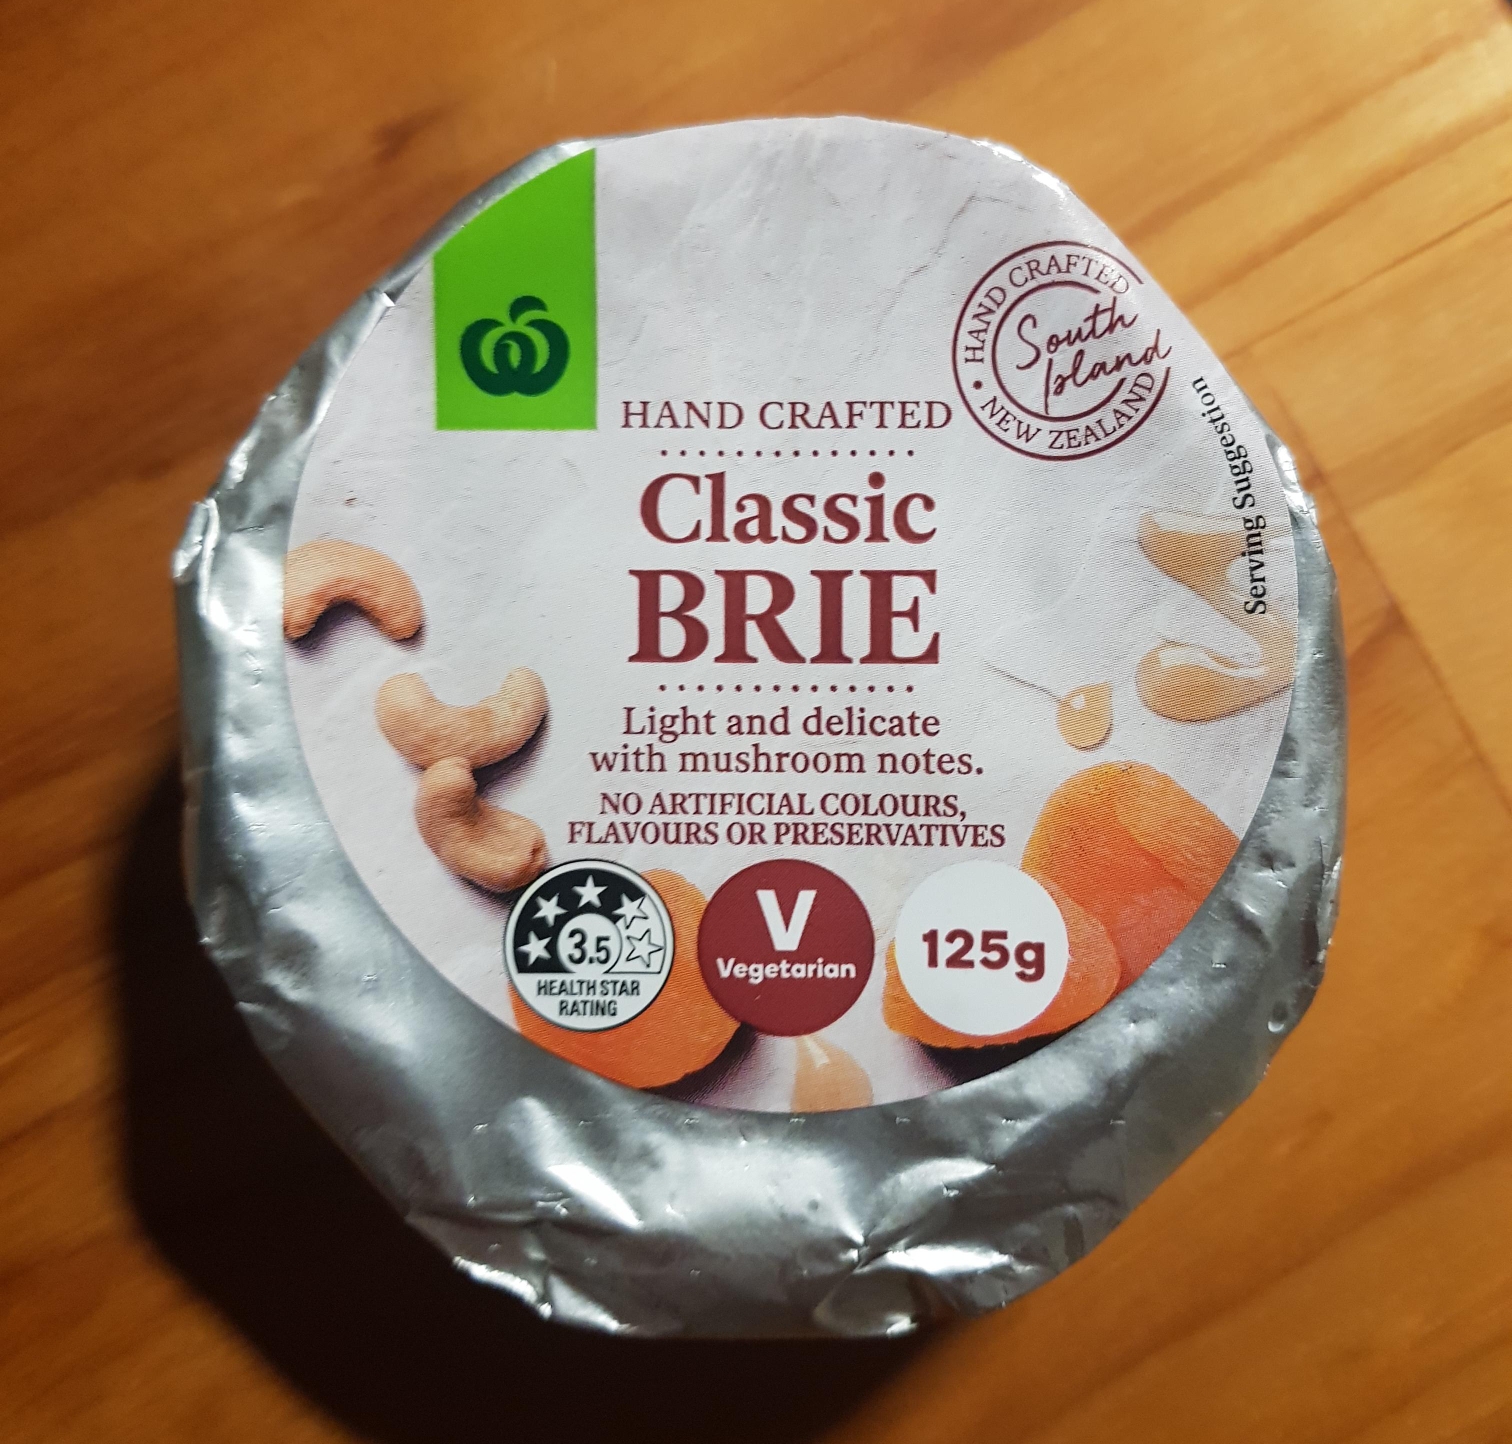 HAND CRAFTED
South
Island
NEW ZEALAND
Serving Suggestion
HAND CRAFTED
Classic
BRIE
Light and delicate
with mushroom notes.
NO ARTIFICIAL COLOURS,
FLAVOURS OR PRESERVATIVES
3.5
HEALTH STAR
RATING
V
Vegetarian
125g